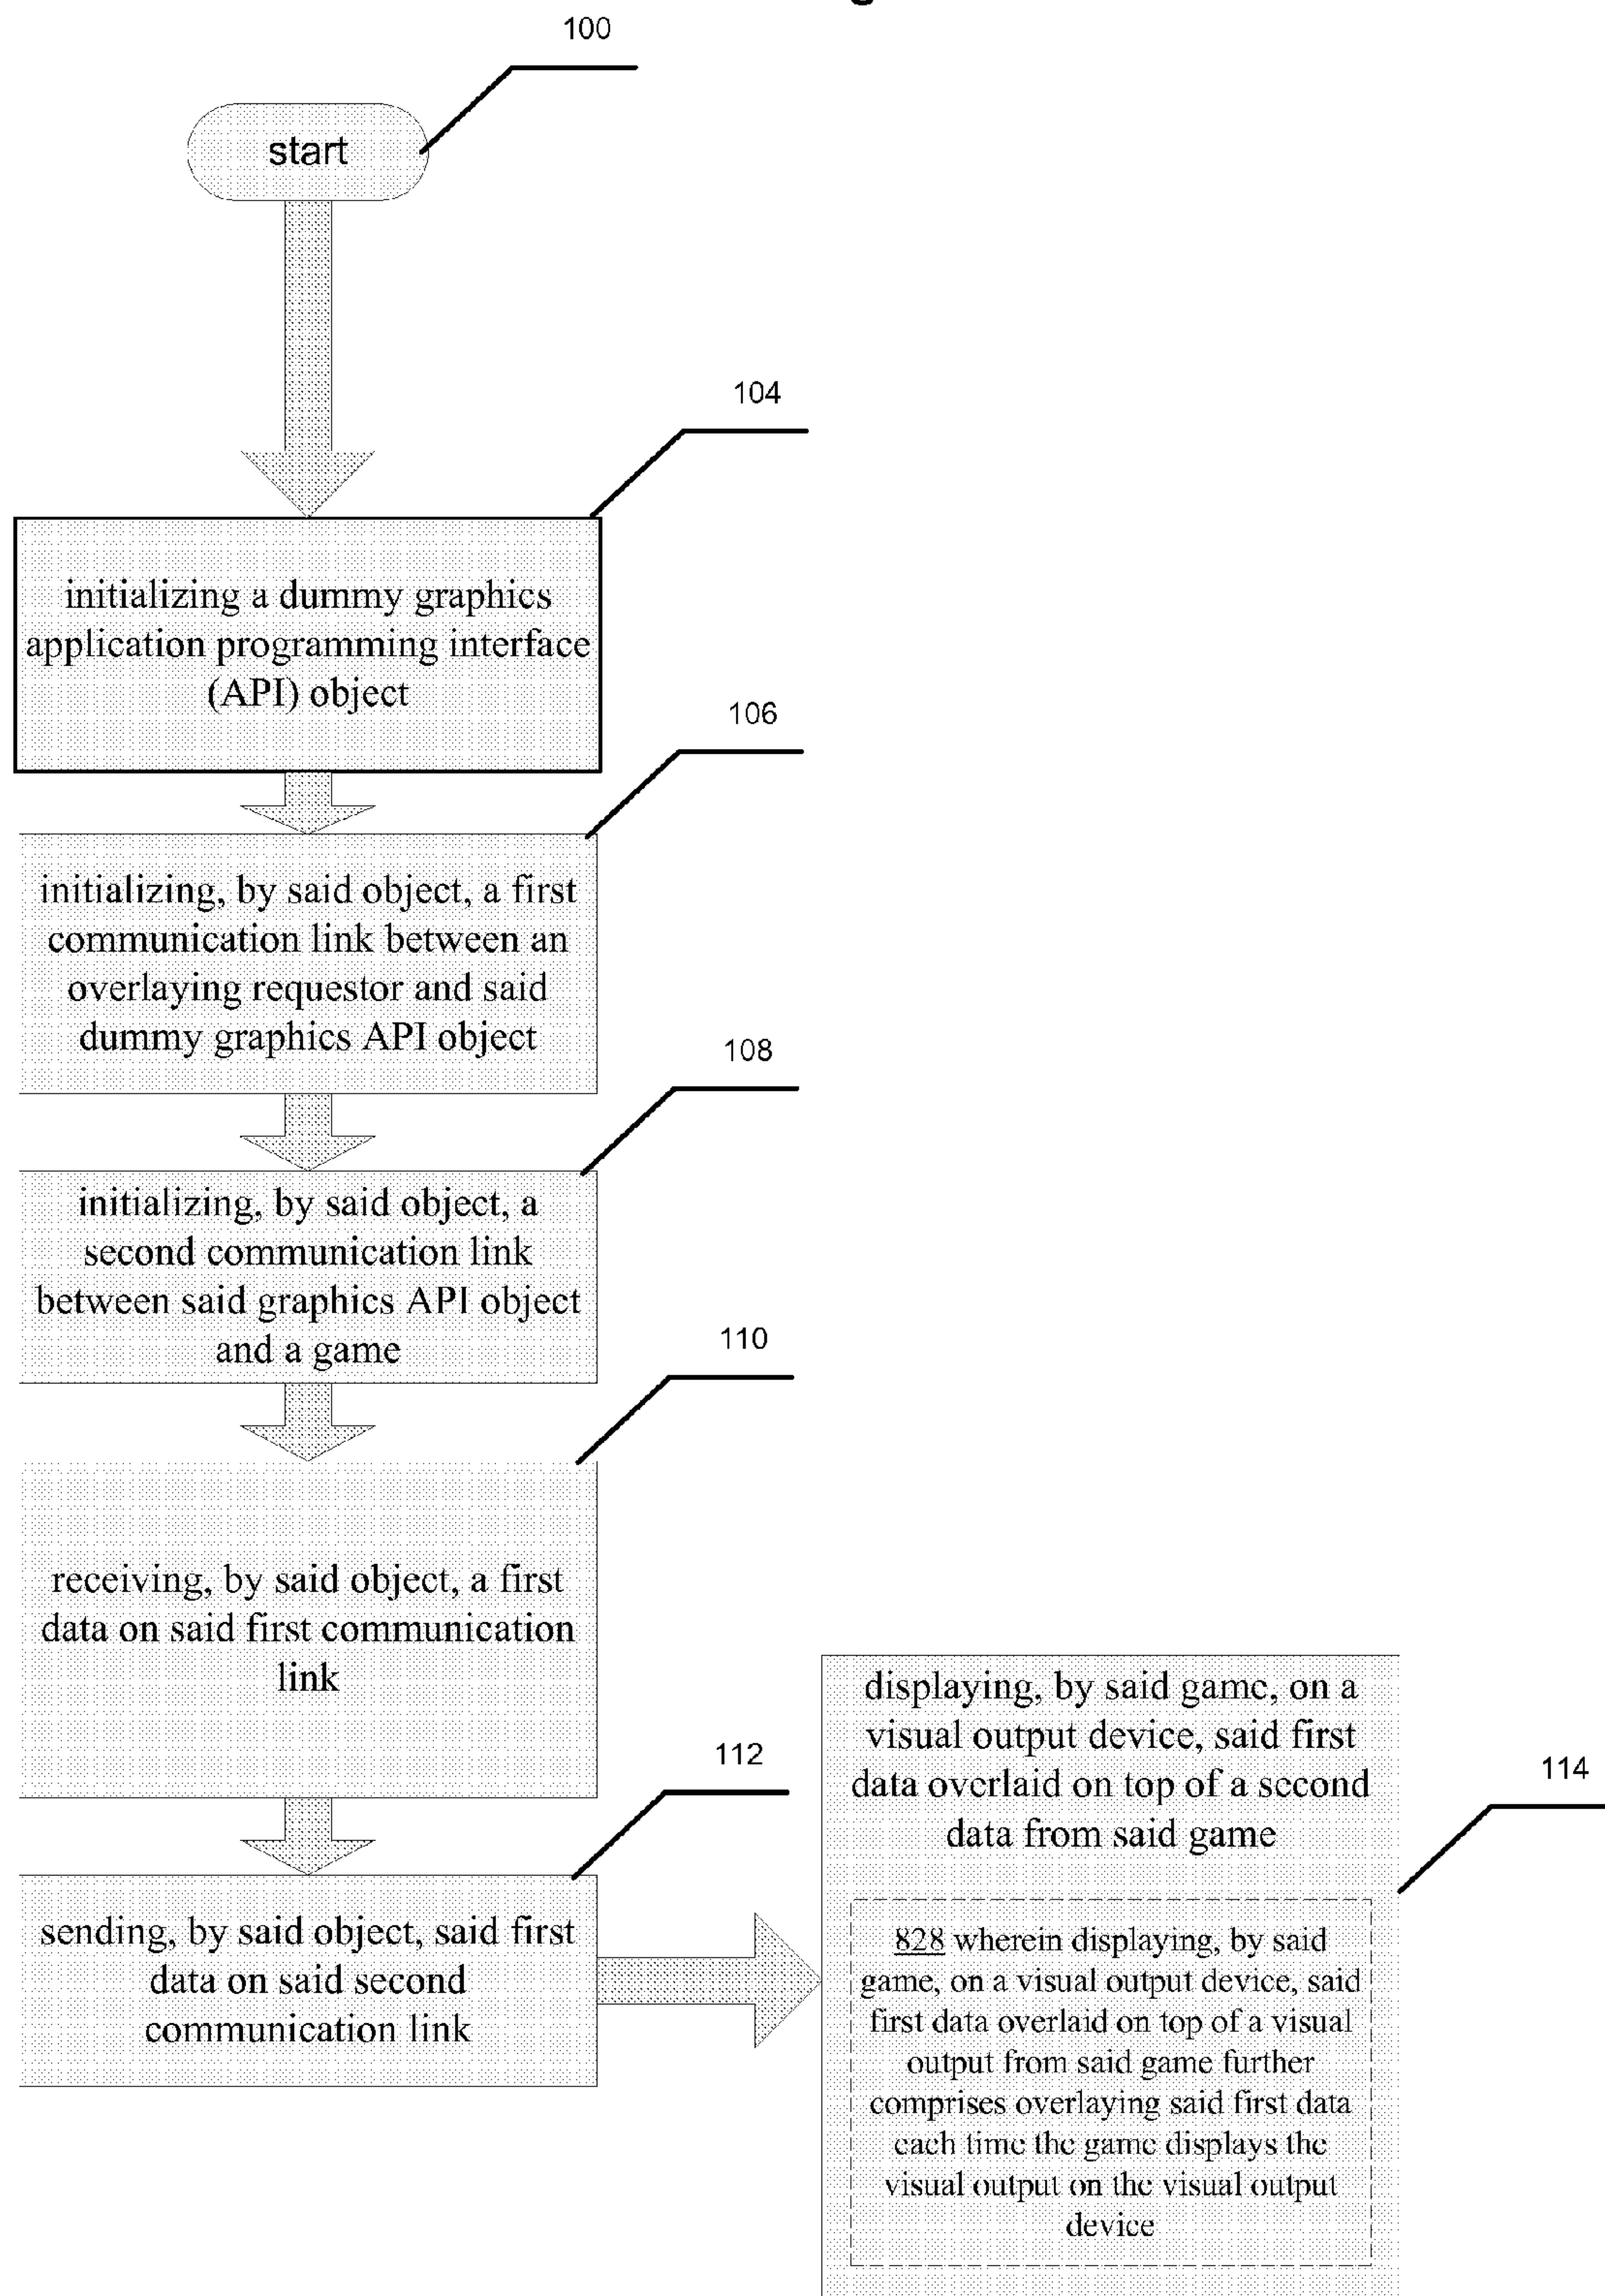 100
start
104
initializing a dummy graphics
application programming interface
(API) object
106
initializing, by said object, a first
communication link between an
overlaying requestor and said
dummy graphics API object
108
initializing, by said object, a
second communication link
between said graphics API object
and a game
110
receiving, by said object, a first
data on said first communication
link
112
sending, by said object, said first
data on said second
communication link
displaying, by said game, on a
visual output device, said first
data overlaid on top of a second
data from said game
114
828 wherein displaying, by said
game, on a visual output device, said
first data overlaid on top of a visual
output from said game further
comprises overlaying said first data
each time the game displays the
visual output on the visual output
device